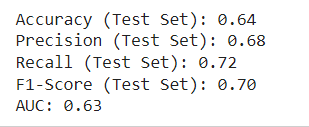 Accuracy (Test Set): 0.64
Precision (Test Set): 0.68
Recall (Test Set): 0.72
F1-Score (Test Set): 0.70
AUC: 0.63